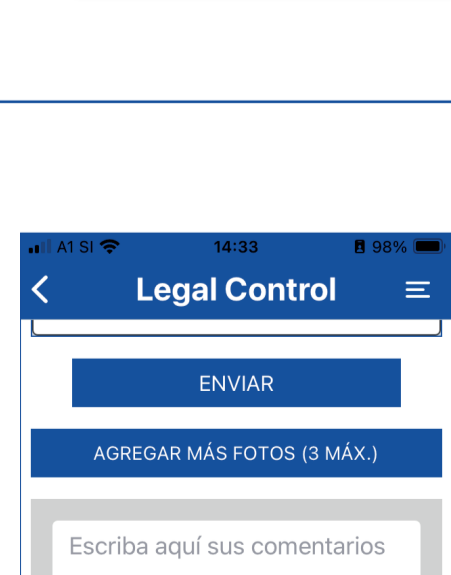 A1 SI 14:33 98%
Legal Control
ENVIAR
AGREGAR MÁS FOTOS (3 MÁX.)
Escriba aquí sus comentarios